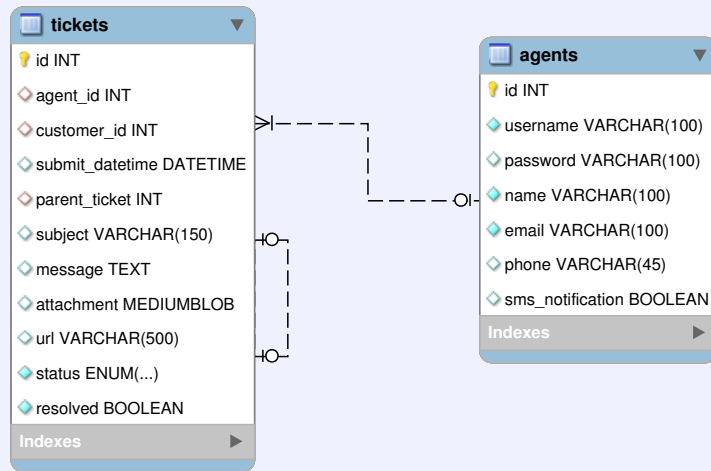 tickets
id INT
agent_id INT
customer_id INT
submit_datetime DATETIME
parent_ticket INT
subject VARCHAR(150)
message TEXT
attachment MEDIUMBLOB
url VARCHAR(500)
status ENUM(...)
resolved BOOLEAN
Indexes
agents
id INT
username VARCHAR(100)
password VARCHAR(100)
name VARCHAR(100)
email VARCHAR(100)
phone VARCHAR(45)
sms_notification BOOLEAN
Indexes